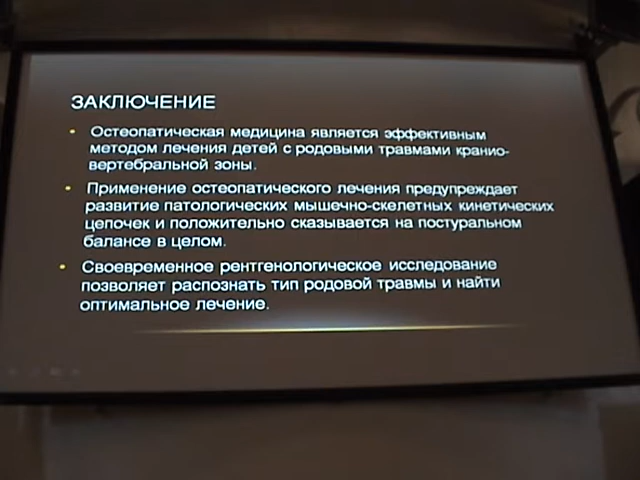 ЗАКЛЮЧЕНИЕ
• Остеопатическая медицина является эффективным
методом лечения детей с родовыми травмами кранио-
вертебральной зоны.
• Применение остеопатического лечения предупреждает
развитие патологических мышечно-скелетных кинетических
цепочек и положительно сказывается на постуральном
балансе в целом.
• Своевременное рентгенологическое исследование
позволяет распознать тип родовой травмы и найти
оптимальное лечение.